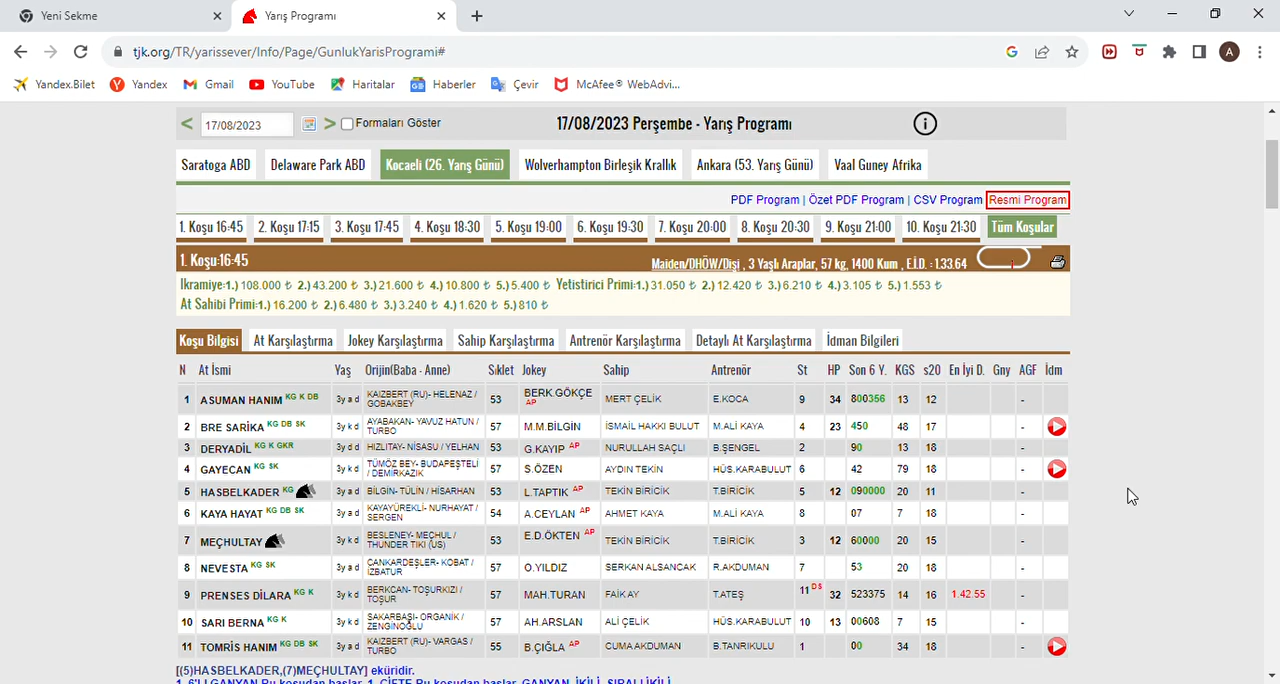 Yeni Sekme
Yarış Programı
tjk.org/TR/yarissever/Info/Page/GunlukYarisProgrami#
A
Yandex.Bilet Yandex Gmail YouTube Haritalar Haberler Çevir McAfee® WebAdvi...
< 17/08/2023 > Formaları Göster 17/08/2023 Perşembe - Yarış Programı
Saratoga ABD Delaware Park ABD Kocaeli (26. Yarış Günü) Wolverhampton Birleşik Krallık Ankara (53. Yarış Günü) Vaal Guney Afrika
PDF Program | Özet PDF Program | CSV Program Resmi Program
1. Koşu 16:45 2. Koşu 17:15 3. Koşu 17:45 4. Koşu 18:30 5. Koşu 19:00 6. Koşu 19:30 7. Koşu 20:00 8. Koşu 20:30 9. Koşu 21:00 10. Koşu 21:30 Tüm Koşular
1. Koşu:16:45 Maiden/DHÖW/Dişi , 3 Yaşlı Araplar, 57 kg, 1400 Kum , E.İ.D. : 1.33.64
Ikramiye:1.) 108.000 ₺ 2.) 43.200 ₺ 3.) 21.600 ₺ 4.) 10.800 ₺ 5.) 5.400 ₺ Yetistirici Primi:1.) 31.050 ₺ 2.) 12.420 ₺ 3.) 6.210 ₺ 4.) 3.105 ₺ 5.) 1.553 ₺
At Sahibi Primi:1.) 16.200 ₺ 2.) 6.480 ₺ 3.) 3.240 ₺ 4.) 1.620 ₺ 5.) 810 ₺
Koşu Bilgisi At Karşılaştırma Jokey Karşılaştırma Sahip Karşılaştırma Antrenör Karşılaştırma Detaylı At Karşılaştırma İdman Bilgileri
N At İsmi Yaş Orijin(Baba - Anne) Sıklet Jokey Sahip Antrenör St HP Son 6 Y. KGS s20 En İyi D. Gny AGF İdm
1 ASUMAN HANIM KG K DB 3y a d KAIZBERT (RU)- HELENAZ / GOBAKBEY 53 BERK.GÖKÇE AP MERT ÇELİK E.KOCA 9 34 800356 13 12 -
2 BRE SARİKA KG DB SK 3y k d AYABAKAN- YAVUZ HATUN / TURBO 57 M.M.BİLGİN İSMAİL HAKKI BULUT M.ALİ KAYA 4 23 450 48 17 -
3 DERYADİL KG K GKR 3y k d HIZLITAY- NİSASU / YELHAN 53 G.KAYIP AP NURULLAH SAÇLI B.ŞENGEL 2 90 13 18 -
4 GAYECAN KG SK 3y k d TÜMÖZ BEY- BUDAPEŞTELİ / DEMİRKAZIK 57 S.ÖZEN AYDIN TEKİN HÜS.KARABULUT 6 42 79 18 -
5 HASBELKADER KG 3y a d BİLGİN- TÜLİN / HİSARHAN 53 L.TAPTIK AP TEKİN BİRİCİK T.BİRİCİK 5 12 090000 20 11 -
6 KAYA HAYAT KG DB SK 3y a d KAYAYÜREKLİ- NURHAYAT / SERGEN 54 A.CEYLAN AP AHMET KAYA M.ALİ KAYA 8 07 7 18 -
7 MEÇHULTAY 3y k d BESLENEY- MEÇHUL / THUNDER TIKI (US) 53 E.D.ÖKTEN AP TEKİN BİRİCİK T.BİRİCİK 3 12 60000 20 15 -
8 NEVESTA KG SK 3y a d CANKARDEŞLER- KOBAT / İZBATUR 57 O.YILDIZ SERKAN ALSANCAK R.AKDUMAN 7 53 20 18 -
9 PRENSES DİLARA KG K 3y k d BERKCAN- TOŞURKIZI / TOŞUR 57 MAH.TURAN FAİK AY T.ATEŞ 11 DS 32 523375 14 16 1.42.55 -
10 SARI BERNA KG K 3y k d SAKARBAŞI- ORGANİK / ZENGİNOĞLU 57 AH.ARSLAN ALİ ÇELİK HÜS.KARABULUT 10 13 00608 7 15 -
11 TOMRİS HANIM KG DB SK 3y k d KAIZBERT (RU)- VARGAS / TURBO 55 B.ÇIĞLA AP CUMA AKDUMAN B.TANRIKULU 1 00 34 18 -
[(5)HASBELKADER,(7)MEÇHULTAY] eküridir.